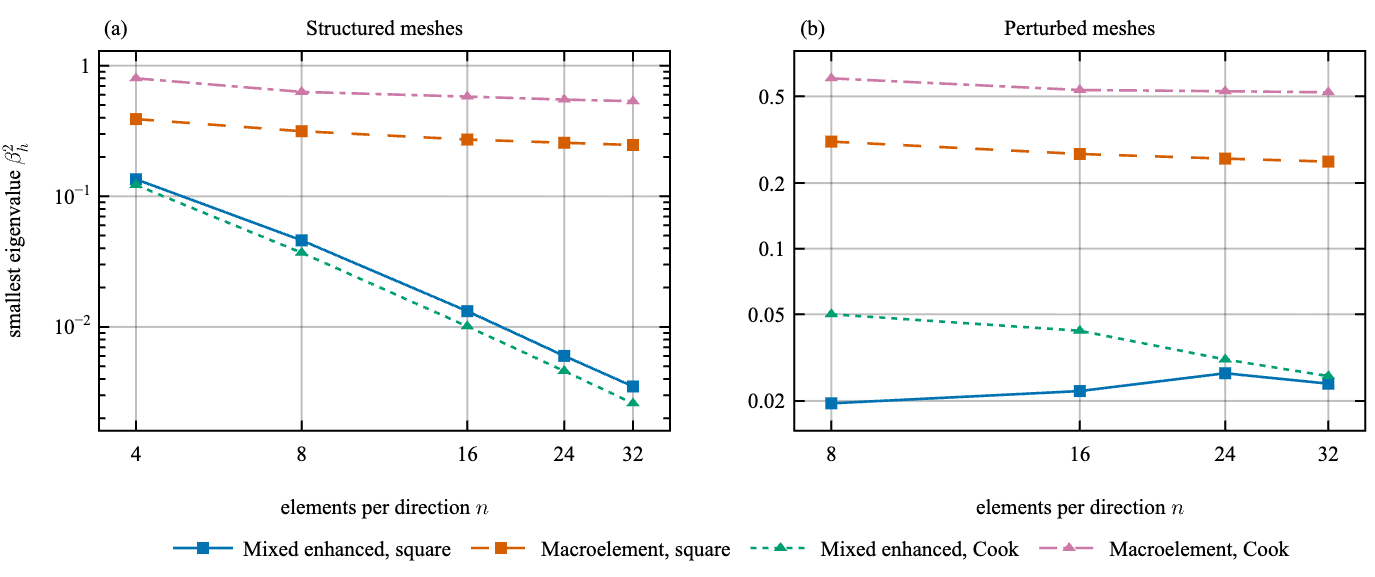 (a) Structured meshes
(b) Perturbed meshes
smallest eigenvalue β_h^2
1
10^−1
10^−2
4 8 16 24 32
elements per direction n
0.5
0.2
0.1
0.05
0.02
8 16 24 32
elements per direction n
Mixed enhanced, square Macroelement, square Mixed enhanced, Cook Macroelement, Cook